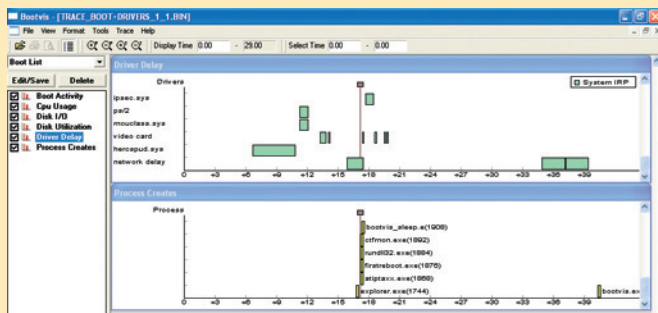 Bootvis - [TRACE_BOOT+DRIVERS_1_1.BIN]
File View Format Tools Trace Help
Display Time 0.00 - 29.00 Select Time 0.00 - 0.00
Boot List
Edit/Save Delete
Boot Activity
Cpu Usage
Disk I/O
Disk Utilization
Driver Delay
Process Creates
Driver Delay
Drivers
System IRP
ipsec.sys
ps/2
mouclass.sys
video card
hercspud.sys
network delay
0 +3 +6 +9 +12 +15 +18 +21 +24 +27 +30 +33 +36 +39
Process Creates
Process
bootvis_sleep.e(1908)
ctfmon.exe(1892)
rundll32.exe(1884)
firstreboot.exe(1876)
atiptaxx.exe(1868)
explorer.exe(1744)
bootvis.ex
0 +3 +6 +9 +12 +15 +18 +21 +24 +27 +30 +33 +36 +39